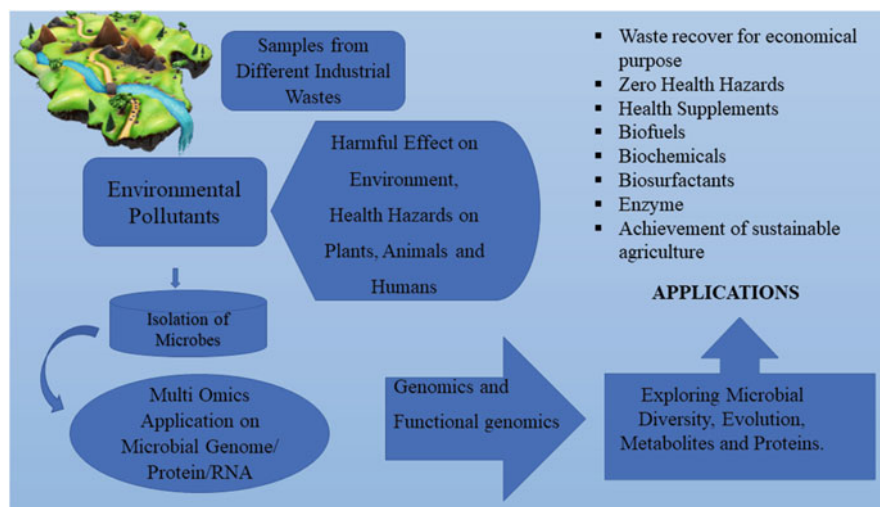 Samples from
Different Industrial
Wastes
Harmful Effect on
Environment,
Health Hazards on
Plants, Animals and
Humans
Environmental
Pollutants
Isolation of
Microbes
Multi Omics
Application on
Microbial Genome/
Protein/RNA
Genomics and
Functional genomics
Exploring Microbial
Diversity, Evolution,
Metabolites and Proteins.
APPLICATIONS
▪ Waste recover for economical
purpose
▪ Zero Health Hazards
▪ Health Supplements
▪ Biofuels
▪ Biochemicals
▪ Biosurfactants
▪ Enzyme
▪ Achievement of sustainable
agriculture